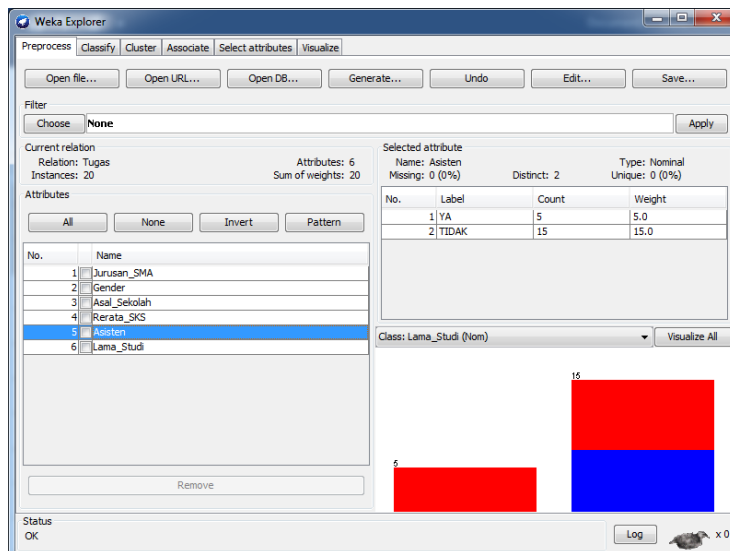 Weka Explorer
Preprocess Classify Cluster Associate Select attributes Visualize
Open file... Open URL... Open DB... Generate... Undo Edit... Save...
Filter
Choose None Apply
Current relation
Relation: Tugas Attributes: 6
Instances: 20 Sum of weights: 20
Attributes
All None Invert Pattern
No. Name
1 Jurusan_SMA
2 Gender
3 Asal_Sekolah
4 Rerata_SKS
5 Asisten
6 Lama_Studi
Remove
Selected attribute
Name: Asisten Type: Nominal
Missing: 0 (0%) Distinct: 2 Unique: 0 (0%)
No. Label Count Weight
1 YA 5 5.0
2 TIDAK 15 15.0
Class: Lama_Studi (Nom) Visualize All
15
5
Status
OK
Log x 0